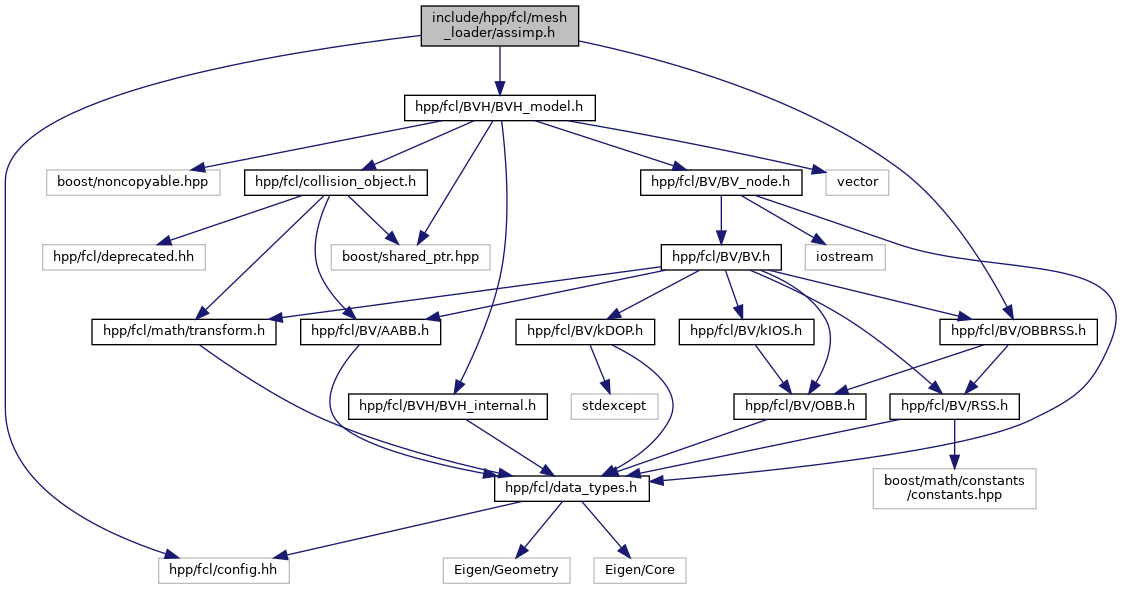 include/hpp/fcl/mesh
_loader/assimp.h
hpp/fcl/BVH/BVH_model.h
boost/noncopyable.hpp
hpp/fcl/collision_object.h
hpp/fcl/BV/BV_node.h
vector
hpp/fcl/deprecated.hh
boost/shared_ptr.hpp
hpp/fcl/BV/BV.h
iostream
hpp/fcl/math/transform.h
hpp/fcl/BV/AABB.h
hpp/fcl/BV/kDOP.h
hpp/fcl/BV/kIOS.h
hpp/fcl/BV/OBBRSS.h
hpp/fcl/BVH/BVH_internal.h
stdexcept
hpp/fcl/BV/OBB.h
hpp/fcl/BV/RSS.h
hpp/fcl/data_types.h
boost/math/constants
/constants.hpp
hpp/fcl/config.hh
Eigen/Geometry
Eigen/Core